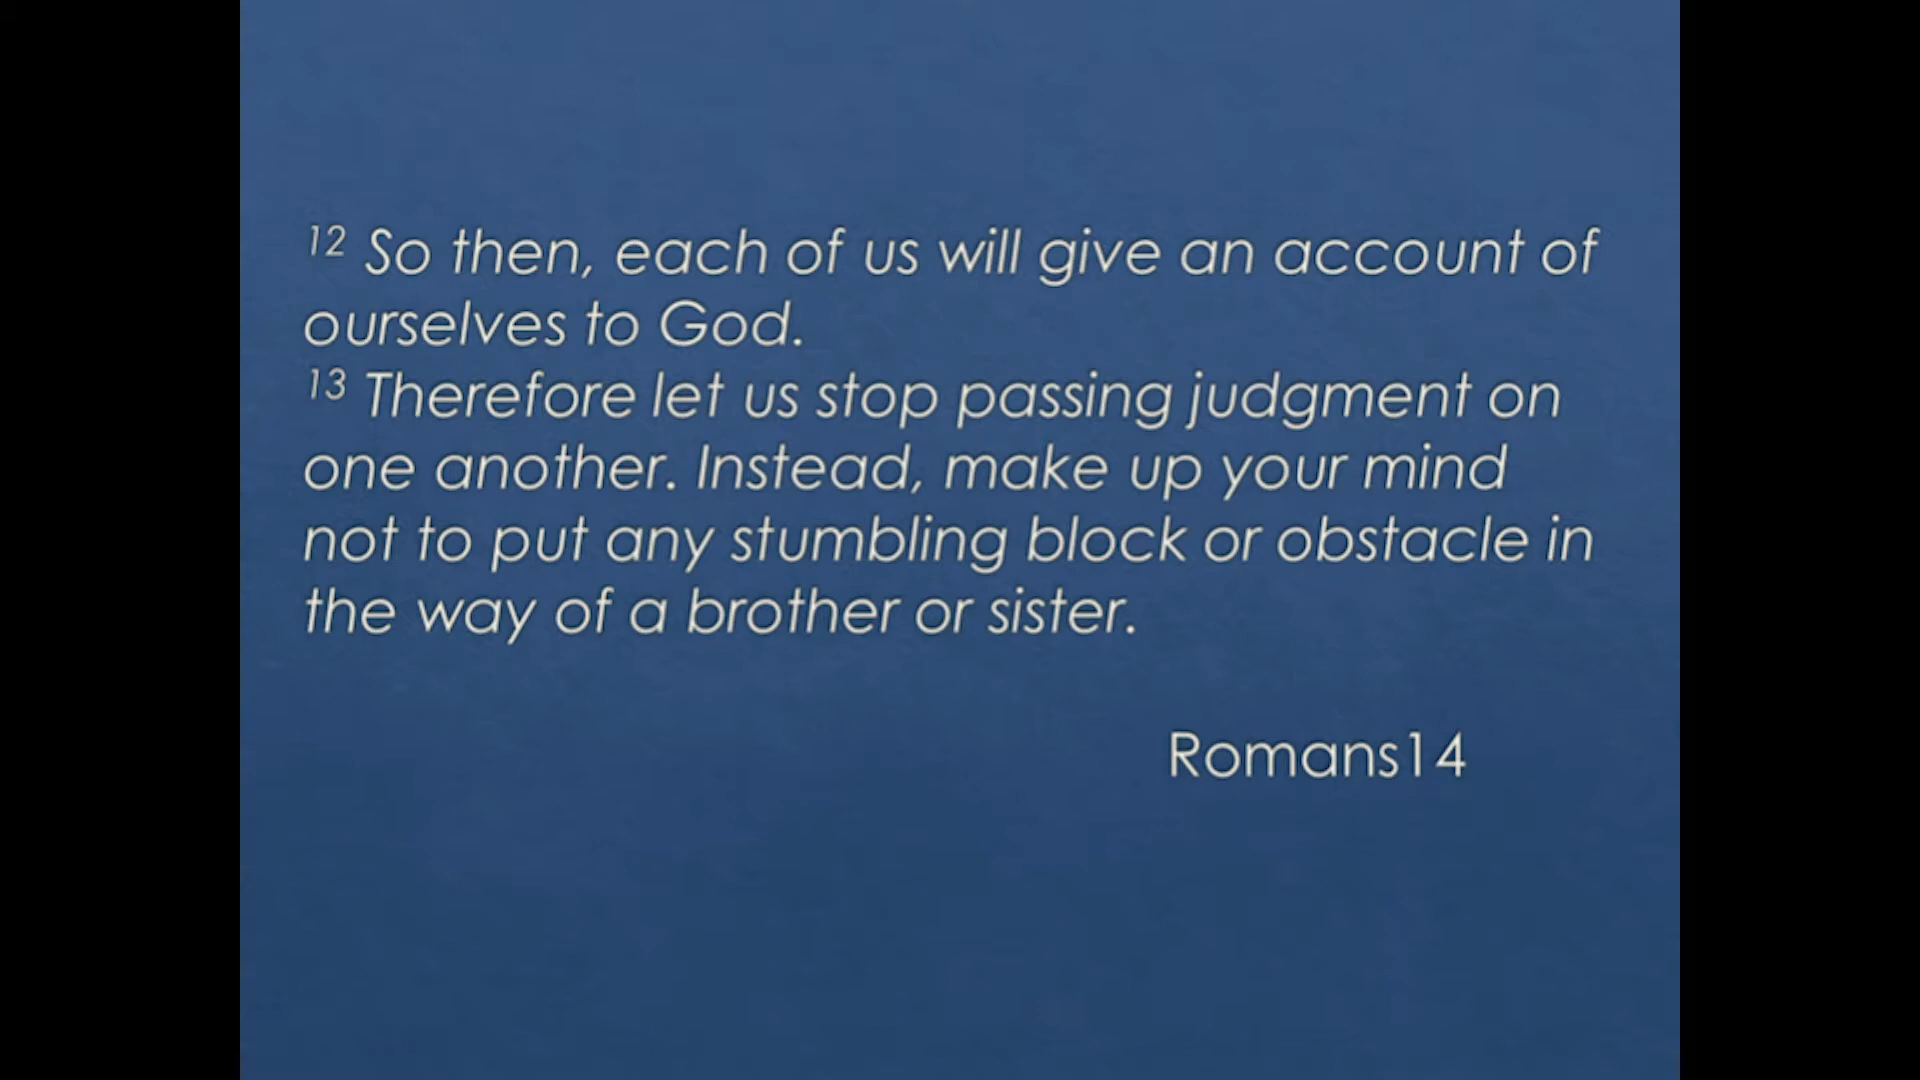 12 So then, each of us will give an account of
ourselves to God.
13 Therefore let us stop passing judgment on
one another. Instead, make up your mind
not to put any stumbling block or obstacle in
the way of a brother or sister.
Romans14